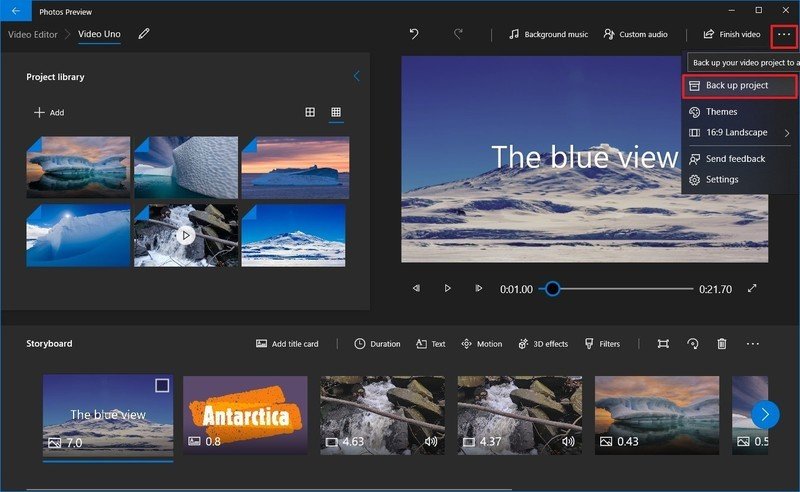 Photos Preview
Video Editor
Video Uno
Background music
Custom audio
Finish video
Back up your video project to a
Project library
Back up project
Add
Themes
16:9 Landscape
Send feedback
Settings
The blue view
0:01.00
0:21.70
Storyboard
Add title card
Duration
Text
Motion
3D effects
Filters
The blue view
Antarctica
7.0
0.8
4.63
4.37
0.43
0.5